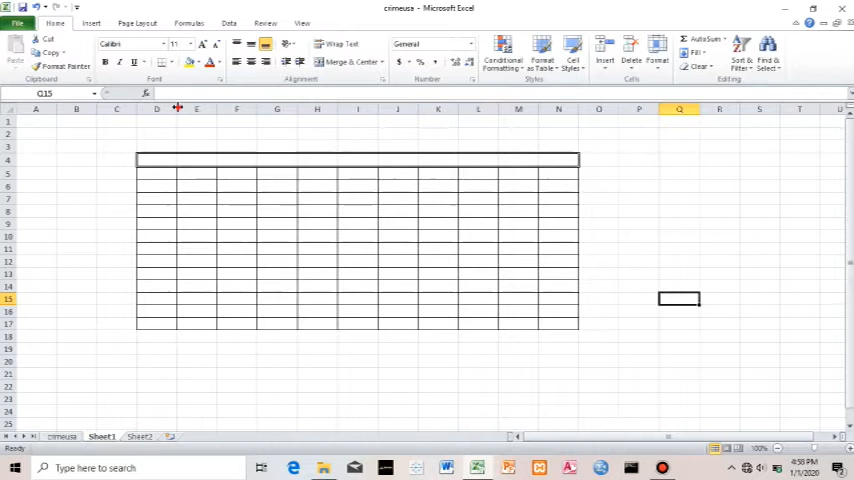 crimeusa - Microsoft Excel
File Home Insert Page Layout Formulas Data Review View
Cut
Copy
Format Painter
Paste
Clipboard
Calibri 11
B I U
Font
Wrap Text
Merge & Center
Alignment
General
$ % ,
Number
Conditional Formatting
Format as Table
Cell Styles
Styles
Insert Delete Format
Cells
AutoSum
Fill
Clear
Sort & Filter
Find & Select
Editing
Q15 fx
A B C D E F G H I J K L M N O P Q R S T U
1
2
3
4
5
6
7
8
9
10
11
12
13
14
15
16
17
18
19
20
21
22
23
24
25
crimeusa Sheet1 Sheet2
Ready 100%
Type here to search
4:58 PM
1/1/2020